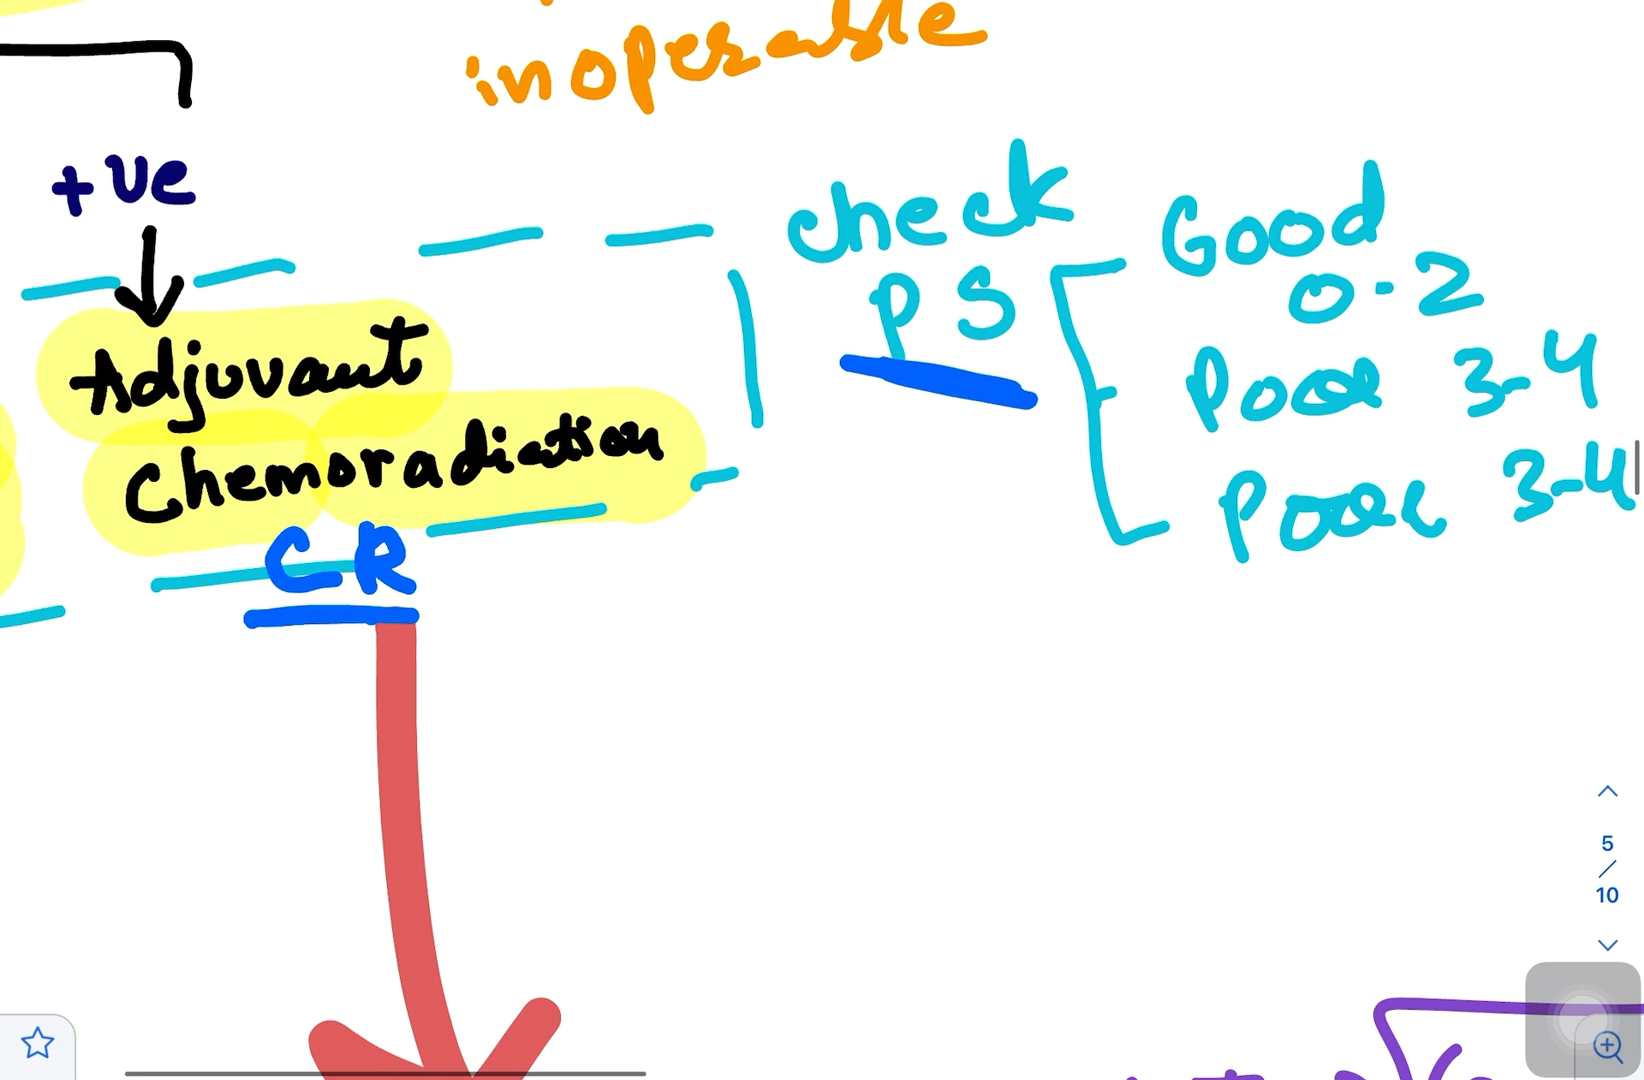 inoperable
+ve
Adjuvant
Chemoradiation
CR
check
PS
Good
0-2
Poor 3-4
Poor 3-4
5
/
10